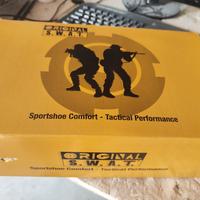 ORIGINAL
S.W.A.T.
Sportshoe Comfort - Tactical Performance
ORIGINAL
S.W.A.T.
Sportshoe Comfort - Tactical Performance